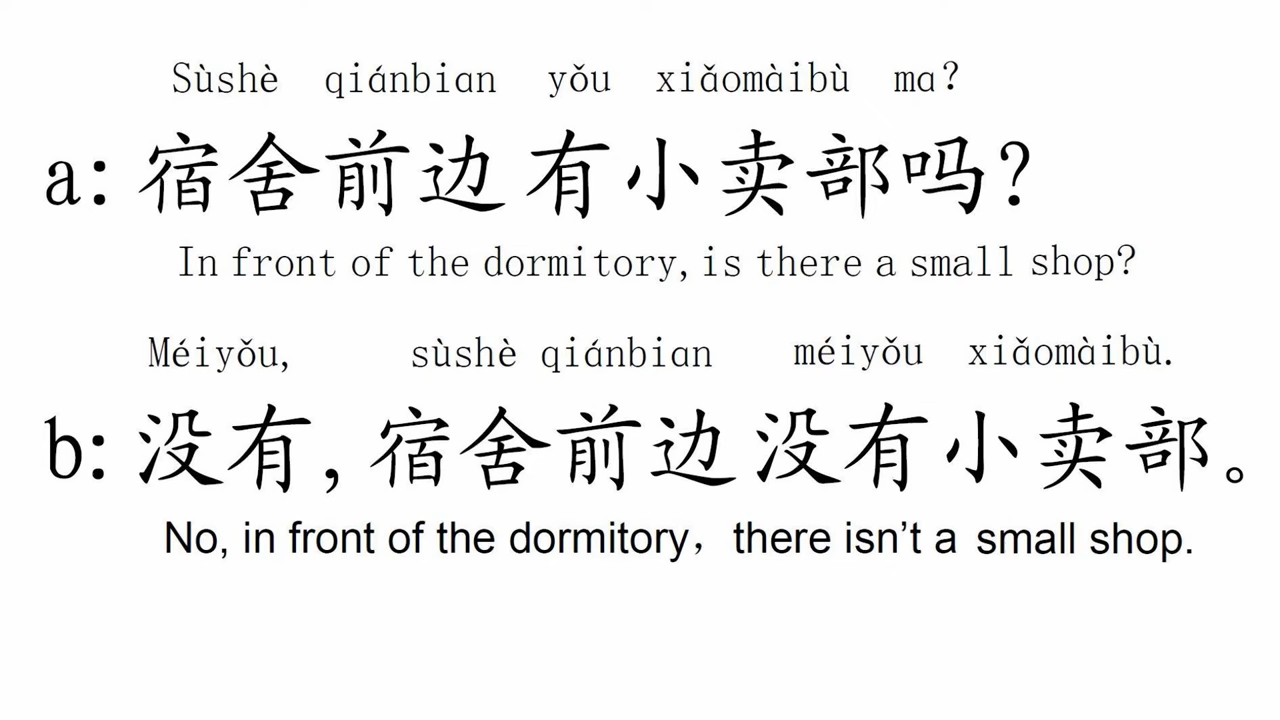 Sùshè qiánbian yǒu xiǎomàibù ma?
a: 宿舍前边有小卖部吗?
In front of the dormitory, is there a small shop?
Méiyǒu, sùshè qiánbian méiyǒu xiǎomàibù.
b: 没有, 宿舍前边没有小卖部。
No, in front of the dormitory，there isn't a small shop.